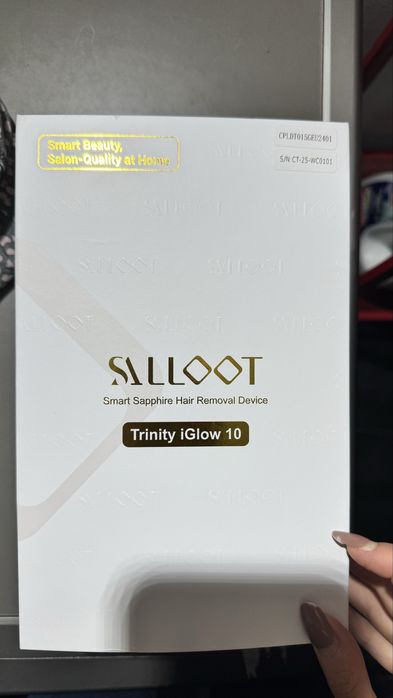 Smart Beauty,
Salon-Quality at Home
CPLDT015GEU2401
S/N CT-25-WC0101
SALLOOT
Smart Sapphire Hair Removal Device
Trinity iGlow 10